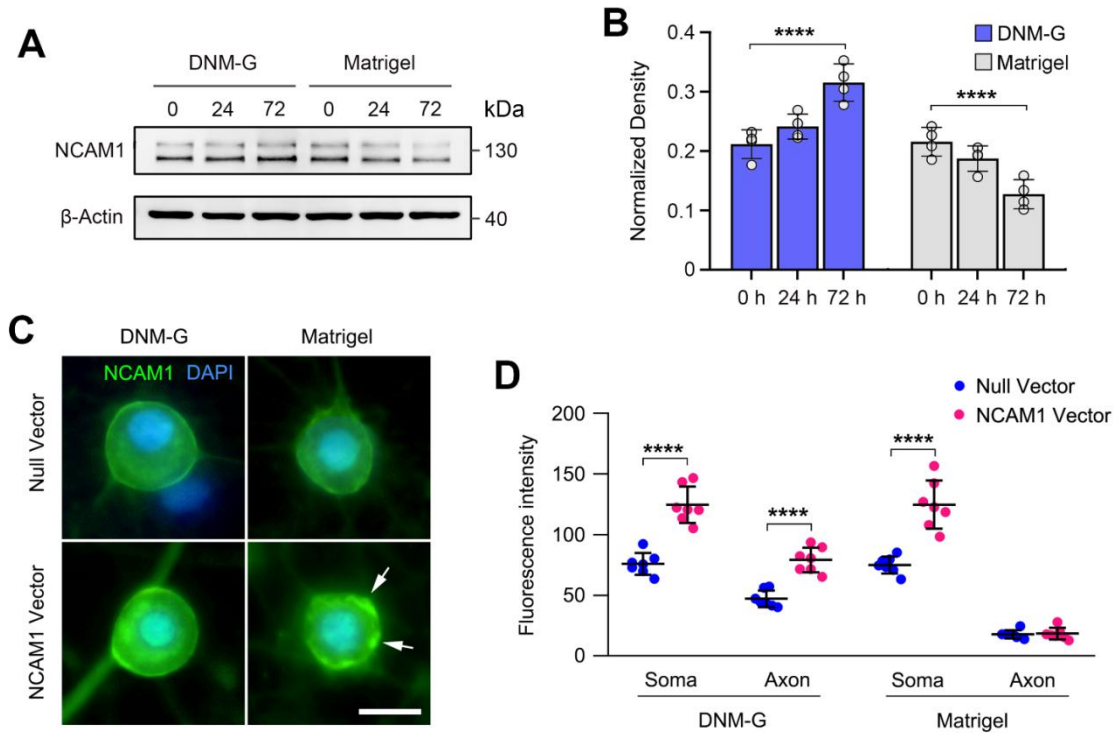 A
DNM-G Matrigel
0 24 72 0 24 72 kDa
NCAM1 130
β-Actin 40
B
DNM-G
Matrigel
****
****
Normalized Density
0.4
0.3
0.2
0.1
0
0 h 24 h 72 h 0 h 24 h 72 h
C
DNM-G Matrigel
NCAM1 DAPI
Null Vector
NCAM1 Vector
D
Null Vector
NCAM1 Vector
Fluorescence intensity
200
150
100
50
0
****
****
****
Soma Axon Soma Axon
DNM-G Matrigel